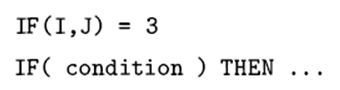 IF(I,J) = 3
IF( condition ) THEN ...